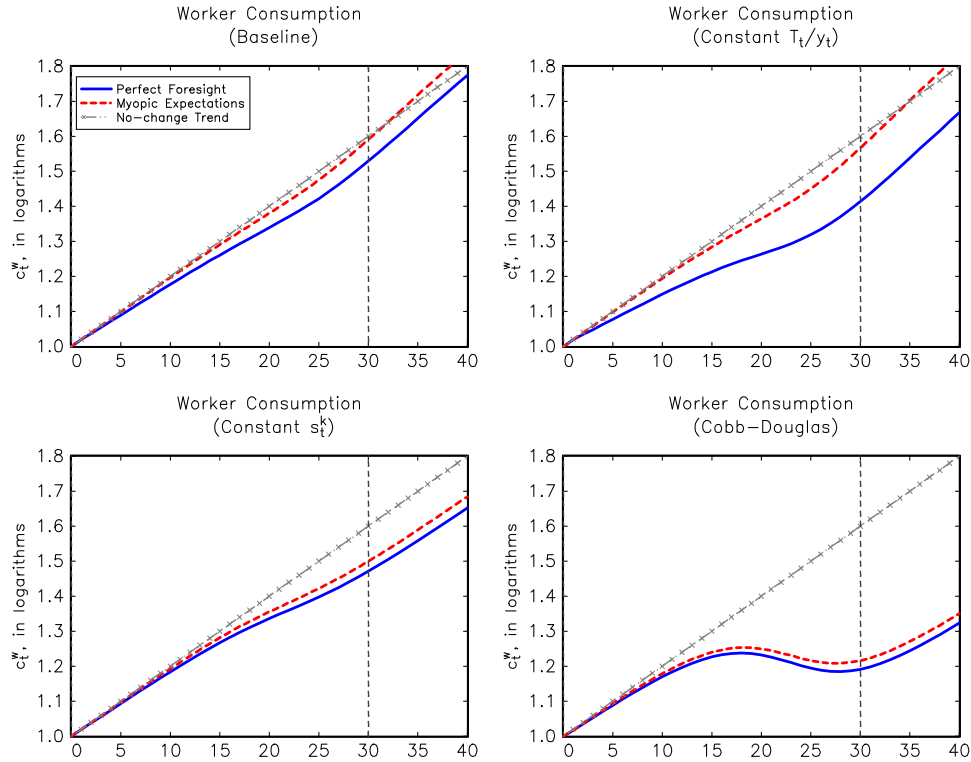 Worker Consumption
(Baseline)
c_t^w, in logarithms
1.8
1.7
1.6
1.5
1.4
1.3
1.2
1.1
1.0
Perfect Foresight
Myopic Expectations
No-change Trend
0 5 10 15 20 25 30 35 40
Worker Consumption
(Constant T_t/y_t)
c_t^w, in logarithms
1.8
1.7
1.6
1.5
1.4
1.3
1.2
1.1
1.0
0 5 10 15 20 25 30 35 40
Worker Consumption
(Constant s_t^k)
c_t^w, in logarithms
1.8
1.7
1.6
1.5
1.4
1.3
1.2
1.1
1.0
0 5 10 15 20 25 30 35 40
Worker Consumption
(Cobb-Douglas)
c_t^w, in logarithms
1.8
1.7
1.6
1.5
1.4
1.3
1.2
1.1
1.0
0 5 10 15 20 25 30 35 40